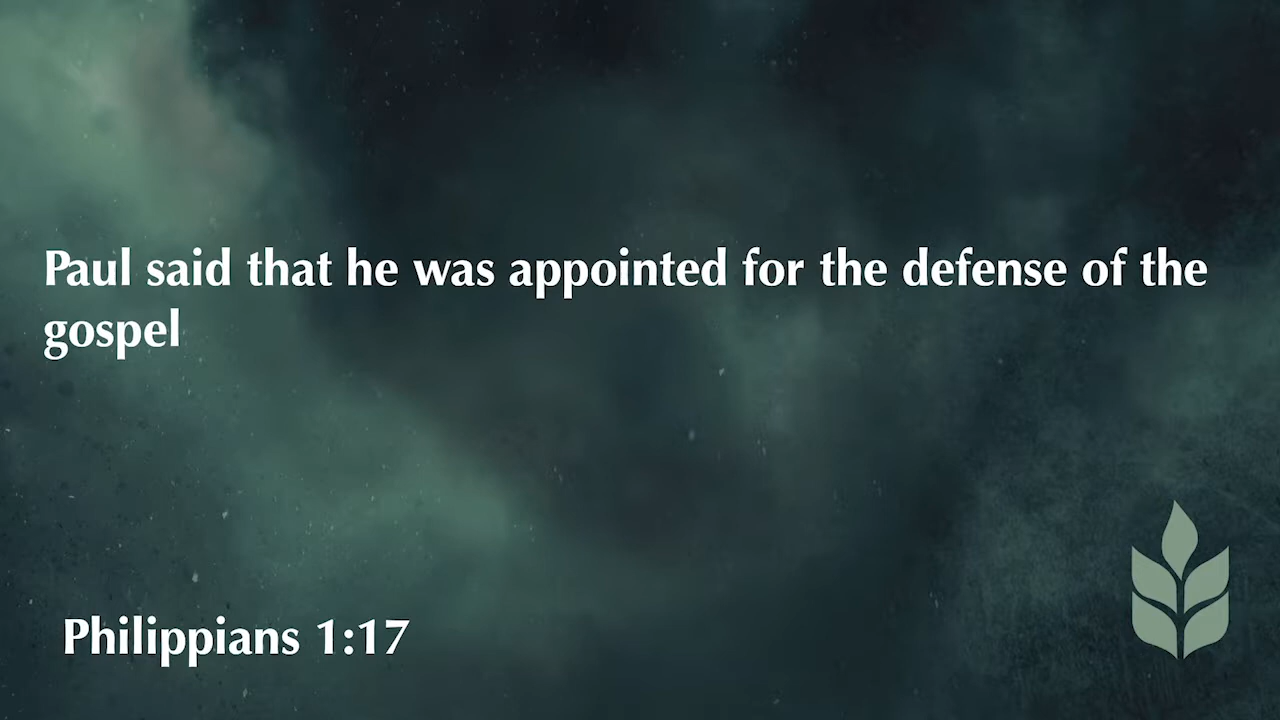 Paul said that he was appointed for the defense of the
gospel
Philippians 1:17